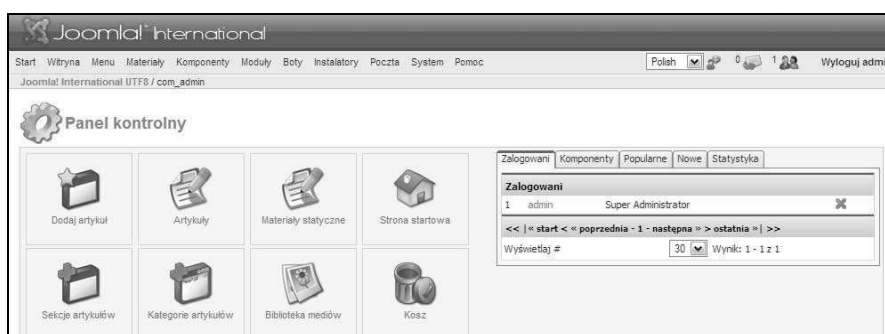 Joomla!® International
Start Witryna Menu Materiały Komponenty Moduły Boty Instalatory Poczta System Pomoc Polish 0 1 Wyloguj admi
Joomla! International UTF8 / com_admin
Panel kontrolny
Dodaj artykuł Artykuły Materiały statyczne Strona startowa
Sekcje artykułów Kategorie artykułów Biblioteka mediów Kosz
Zalogowani Komponenty Popularne Nowe Statystyka
Zalogowani
1 admin Super Administrator
<< |« start < « poprzednia - 1 - następna » > ostatnia »| >>
Wyświetlaj # 30 Wynik: 1 - 1 z 1